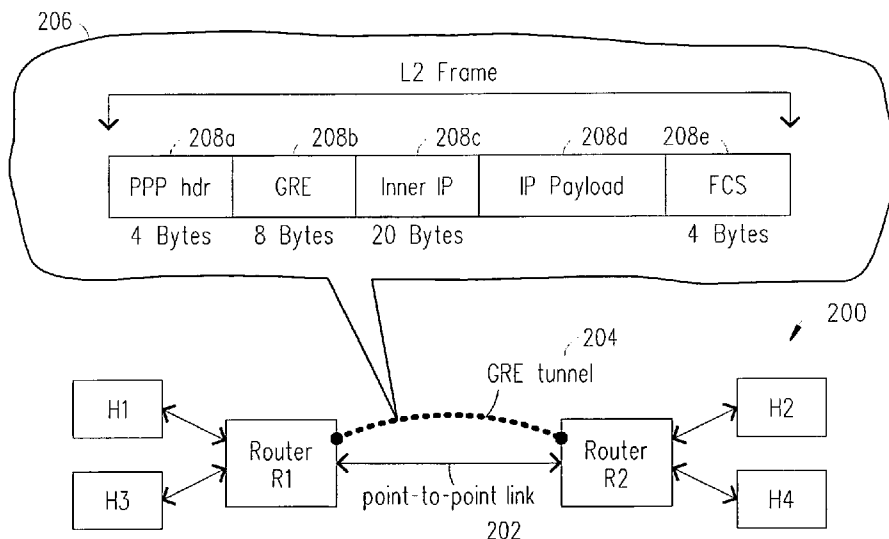 206
L2 Frame
208a 208b 208c 208d 208e
PPP hdr GRE Inner IP IP Payload FCS
4 Bytes 8 Bytes 20 Bytes 4 Bytes
200
204
GRE tunnel
H1 H2
Router R1
Router R2
point-to-point link
202
H3 H4